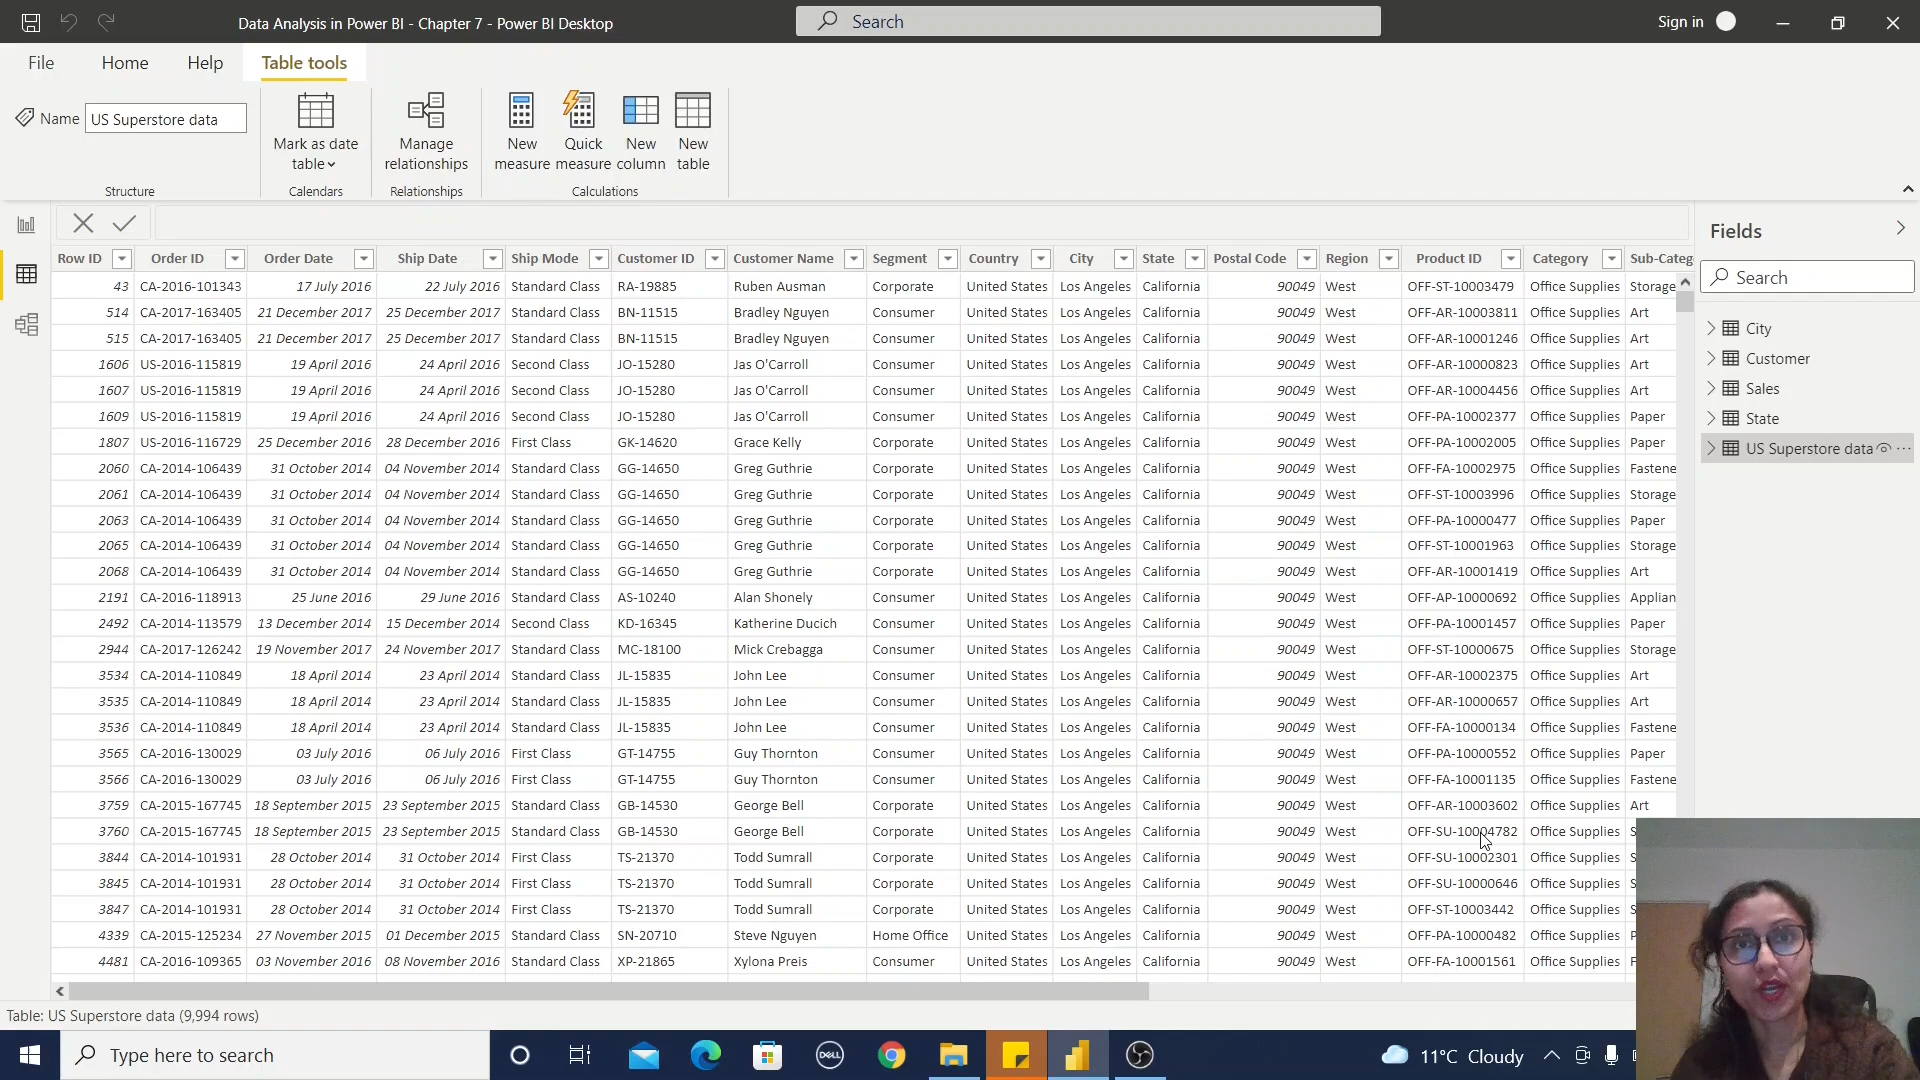 Data Analysis in Power BI - Chapter 7 - Power BI Desktop
Search
Sign in
File Home Help Table tools
Name US Superstore data
Mark as date table
Manage relationships
New measure
Quick measure
New column
New table
Structure Calendars Relationships Calculations
Row ID Order ID Order Date Ship Date Ship Mode Customer ID Customer Name Segment Country City State Postal Code Region Product ID Category Sub-Categ
43 CA-2016-101343 17 July 2016 22 July 2016 Standard Class RA-19885 Ruben Ausman Corporate United States Los Angeles California 90049 West OFF-ST-10003479 Office Supplies Storage
514 CA-2017-163405 21 December 2017 25 December 2017 Standard Class BN-11515 Bradley Nguyen Consumer United States Los Angeles California 90049 West OFF-AR-10003811 Office Supplies Art
515 CA-2017-163405 21 December 2017 25 December 2017 Standard Class BN-11515 Bradley Nguyen Consumer United States Los Angeles California 90049 West OFF-AR-10001246 Office Supplies Art
1606 US-2016-115819 19 April 2016 24 April 2016 Second Class JO-15280 Jas O'Carroll Consumer United States Los Angeles California 90049 West OFF-AR-10000823 Office Supplies Art
1607 US-2016-115819 19 April 2016 24 April 2016 Second Class JO-15280 Jas O'Carroll Consumer United States Los Angeles California 90049 West OFF-AR-10004456 Office Supplies Art
1609 US-2016-115819 19 April 2016 24 April 2016 Second Class JO-15280 Jas O'Carroll Consumer United States Los Angeles California 90049 West OFF-PA-10002377 Office Supplies Paper
1807 US-2016-116729 25 December 2016 28 December 2016 First Class GK-14620 Grace Kelly Corporate United States Los Angeles California 90049 West OFF-PA-10002005 Office Supplies Paper
2060 CA-2014-106439 31 October 2014 04 November 2014 Standard Class GG-14650 Greg Guthrie Corporate United States Los Angeles California 90049 West OFF-FA-10002975 Office Supplies Fastene
2061 CA-2014-106439 31 October 2014 04 November 2014 Standard Class GG-14650 Greg Guthrie Corporate United States Los Angeles California 90049 West OFF-ST-10003996 Office Supplies Storage
2063 CA-2014-106439 31 October 2014 04 November 2014 Standard Class GG-14650 Greg Guthrie Corporate United States Los Angeles California 90049 West OFF-PA-10000477 Office Supplies Paper
2065 CA-2014-106439 31 October 2014 04 November 2014 Standard Class GG-14650 Greg Guthrie Corporate United States Los Angeles California 90049 West OFF-ST-10001963 Office Supplies Storage
2068 CA-2014-106439 31 October 2014 04 November 2014 Standard Class GG-14650 Greg Guthrie Corporate United States Los Angeles California 90049 West OFF-AR-10001419 Office Supplies Art
2191 CA-2016-118913 25 June 2016 29 June 2016 Standard Class AS-10240 Alan Shonely Consumer United States Los Angeles California 90049 West OFF-AP-10000692 Office Supplies Applian
2492 CA-2014-113579 13 December 2014 15 December 2014 Second Class KD-16345 Katherine Ducich Consumer United States Los Angeles California 90049 West OFF-PA-10001457 Office Supplies Paper
2944 CA-2017-126242 19 November 2017 24 November 2017 Standard Class MC-18100 Mick Crebagga Consumer United States Los Angeles California 90049 West OFF-ST-10000675 Office Supplies Storage
3534 CA-2014-110849 18 April 2014 23 April 2014 Standard Class JL-15835 John Lee Consumer United States Los Angeles California 90049 West OFF-AR-10002375 Office Supplies Art
3535 CA-2014-110849 18 April 2014 23 April 2014 Standard Class JL-15835 John Lee Consumer United States Los Angeles California 90049 West OFF-AR-10000657 Office Supplies Art
3536 CA-2014-110849 18 April 2014 23 April 2014 Standard Class JL-15835 John Lee Consumer United States Los Angeles California 90049 West OFF-FA-10000134 Office Supplies Fastene
3565 CA-2016-130029 03 July 2016 06 July 2016 First Class GT-14755 Guy Thornton Consumer United States Los Angeles California 90049 West OFF-PA-10000552 Office Supplies Paper
3566 CA-2016-130029 03 July 2016 06 July 2016 First Class GT-14755 Guy Thornton Consumer United States Los Angeles California 90049 West OFF-FA-10001135 Office Supplies Fastene
3759 CA-2015-167745 18 September 2015 23 September 2015 Standard Class GB-14530 George Bell Corporate United States Los Angeles California 90049 West OFF-AR-10003602 Office Supplies Art
3760 CA-2015-167745 18 September 2015 23 September 2015 Standard Class GB-14530 George Bell Corporate United States Los Angeles California 90049 West OFF-SU-10004782 Office Supplies S
3844 CA-2014-101931 28 October 2014 31 October 2014 First Class TS-21370 Todd Sumrall Corporate United States Los Angeles California 90049 West OFF-SU-10002301 Office Supplies S
3845 CA-2014-101931 28 October 2014 31 October 2014 First Class TS-21370 Todd Sumrall Corporate United States Los Angeles California 90049 West OFF-SU-10000646 Office Supplies S
3847 CA-2014-101931 28 October 2014 31 October 2014 First Class TS-21370 Todd Sumrall Corporate United States Los Angeles California 90049 West OFF-ST-10003442 Office Supplies S
4339 CA-2015-125234 27 November 2015 01 December 2015 Standard Class SN-20710 Steve Nguyen Home Office United States Los Angeles California 90049 West OFF-PA-10000482 Office Supplies P
4481 CA-2016-109365 03 November 2016 08 November 2016 Standard Class XP-21865 Xylona Preis Consumer United States Los Angeles California 90049 West OFF-FA-10001561 Office Supplies F
Fields
Search
City
Customer
Sales
State
US Superstore data
Table: US Superstore data (9,994 rows)
Type here to search
DELL
11°C Cloudy